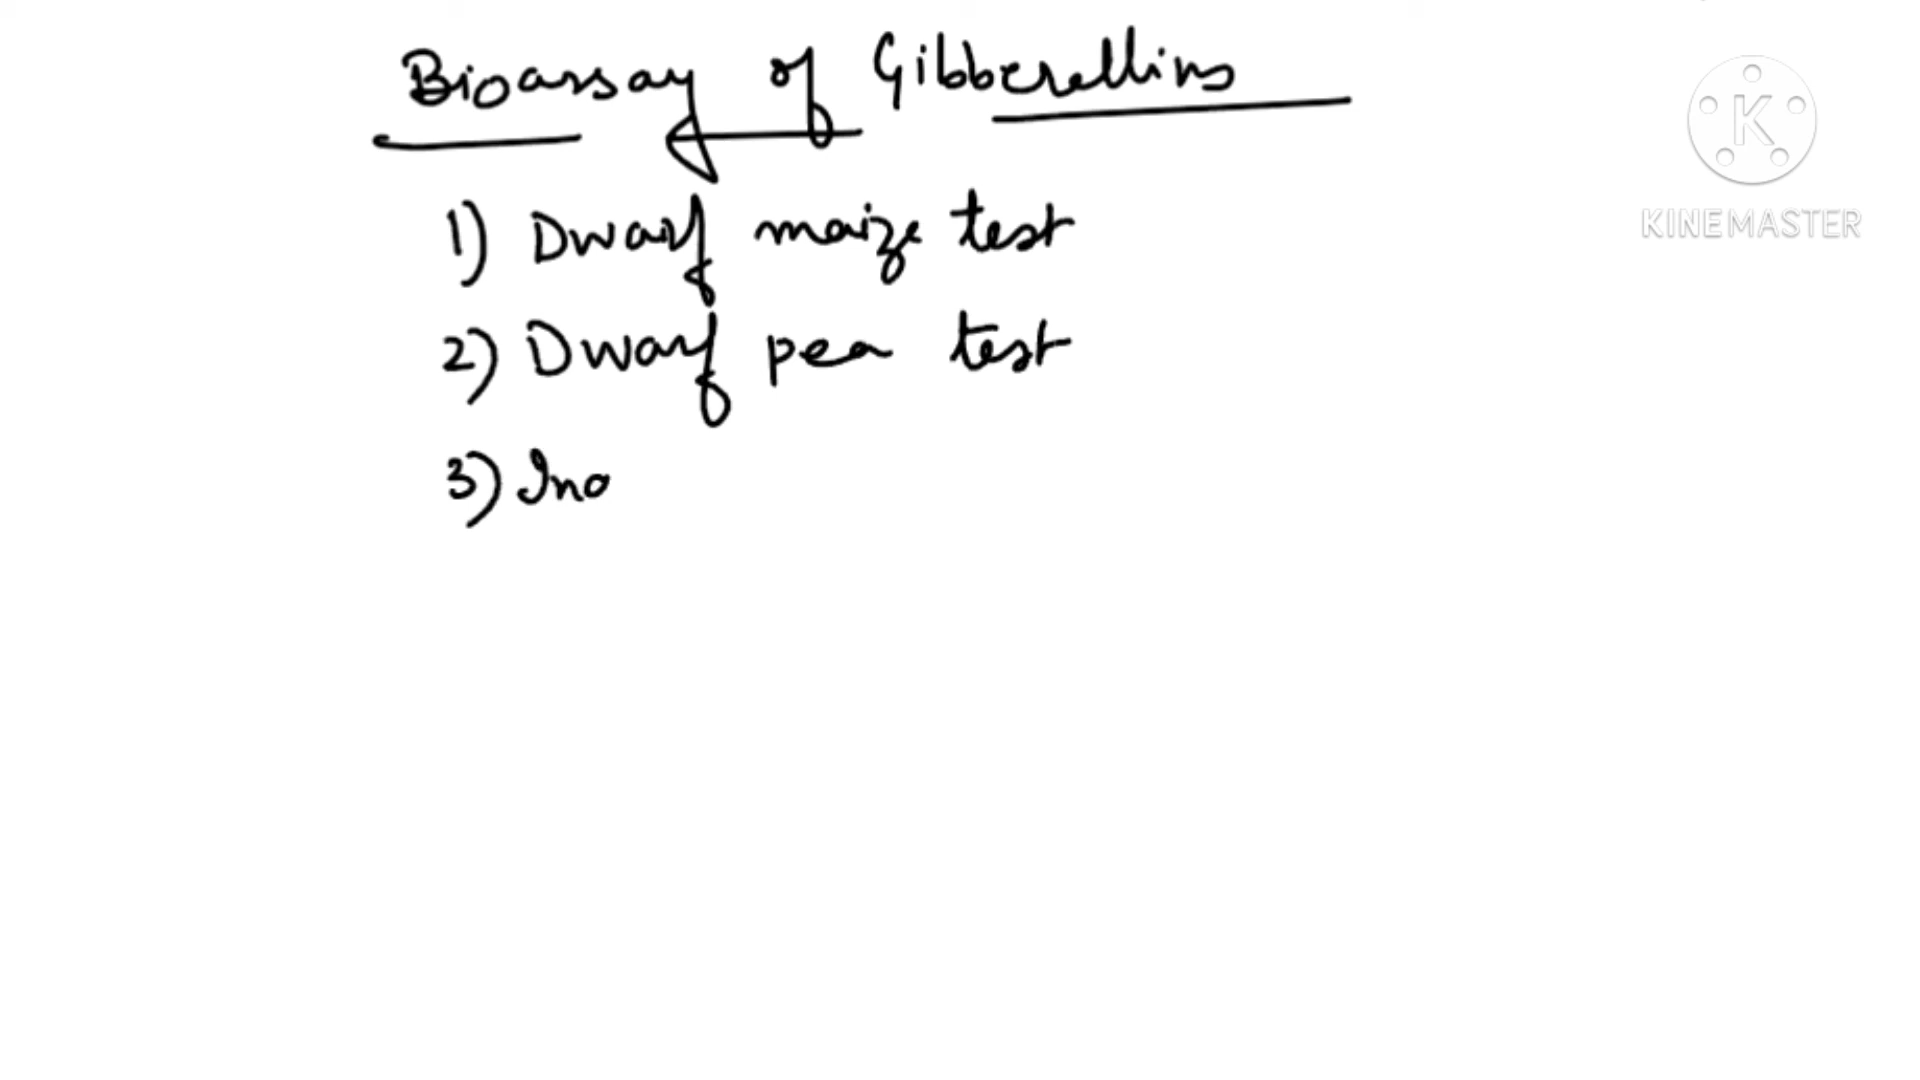 Bioassay of Gibberellins
1) Dwarf maize test
2) Dwarf pea test
3) Ino
K
KINEMASTER